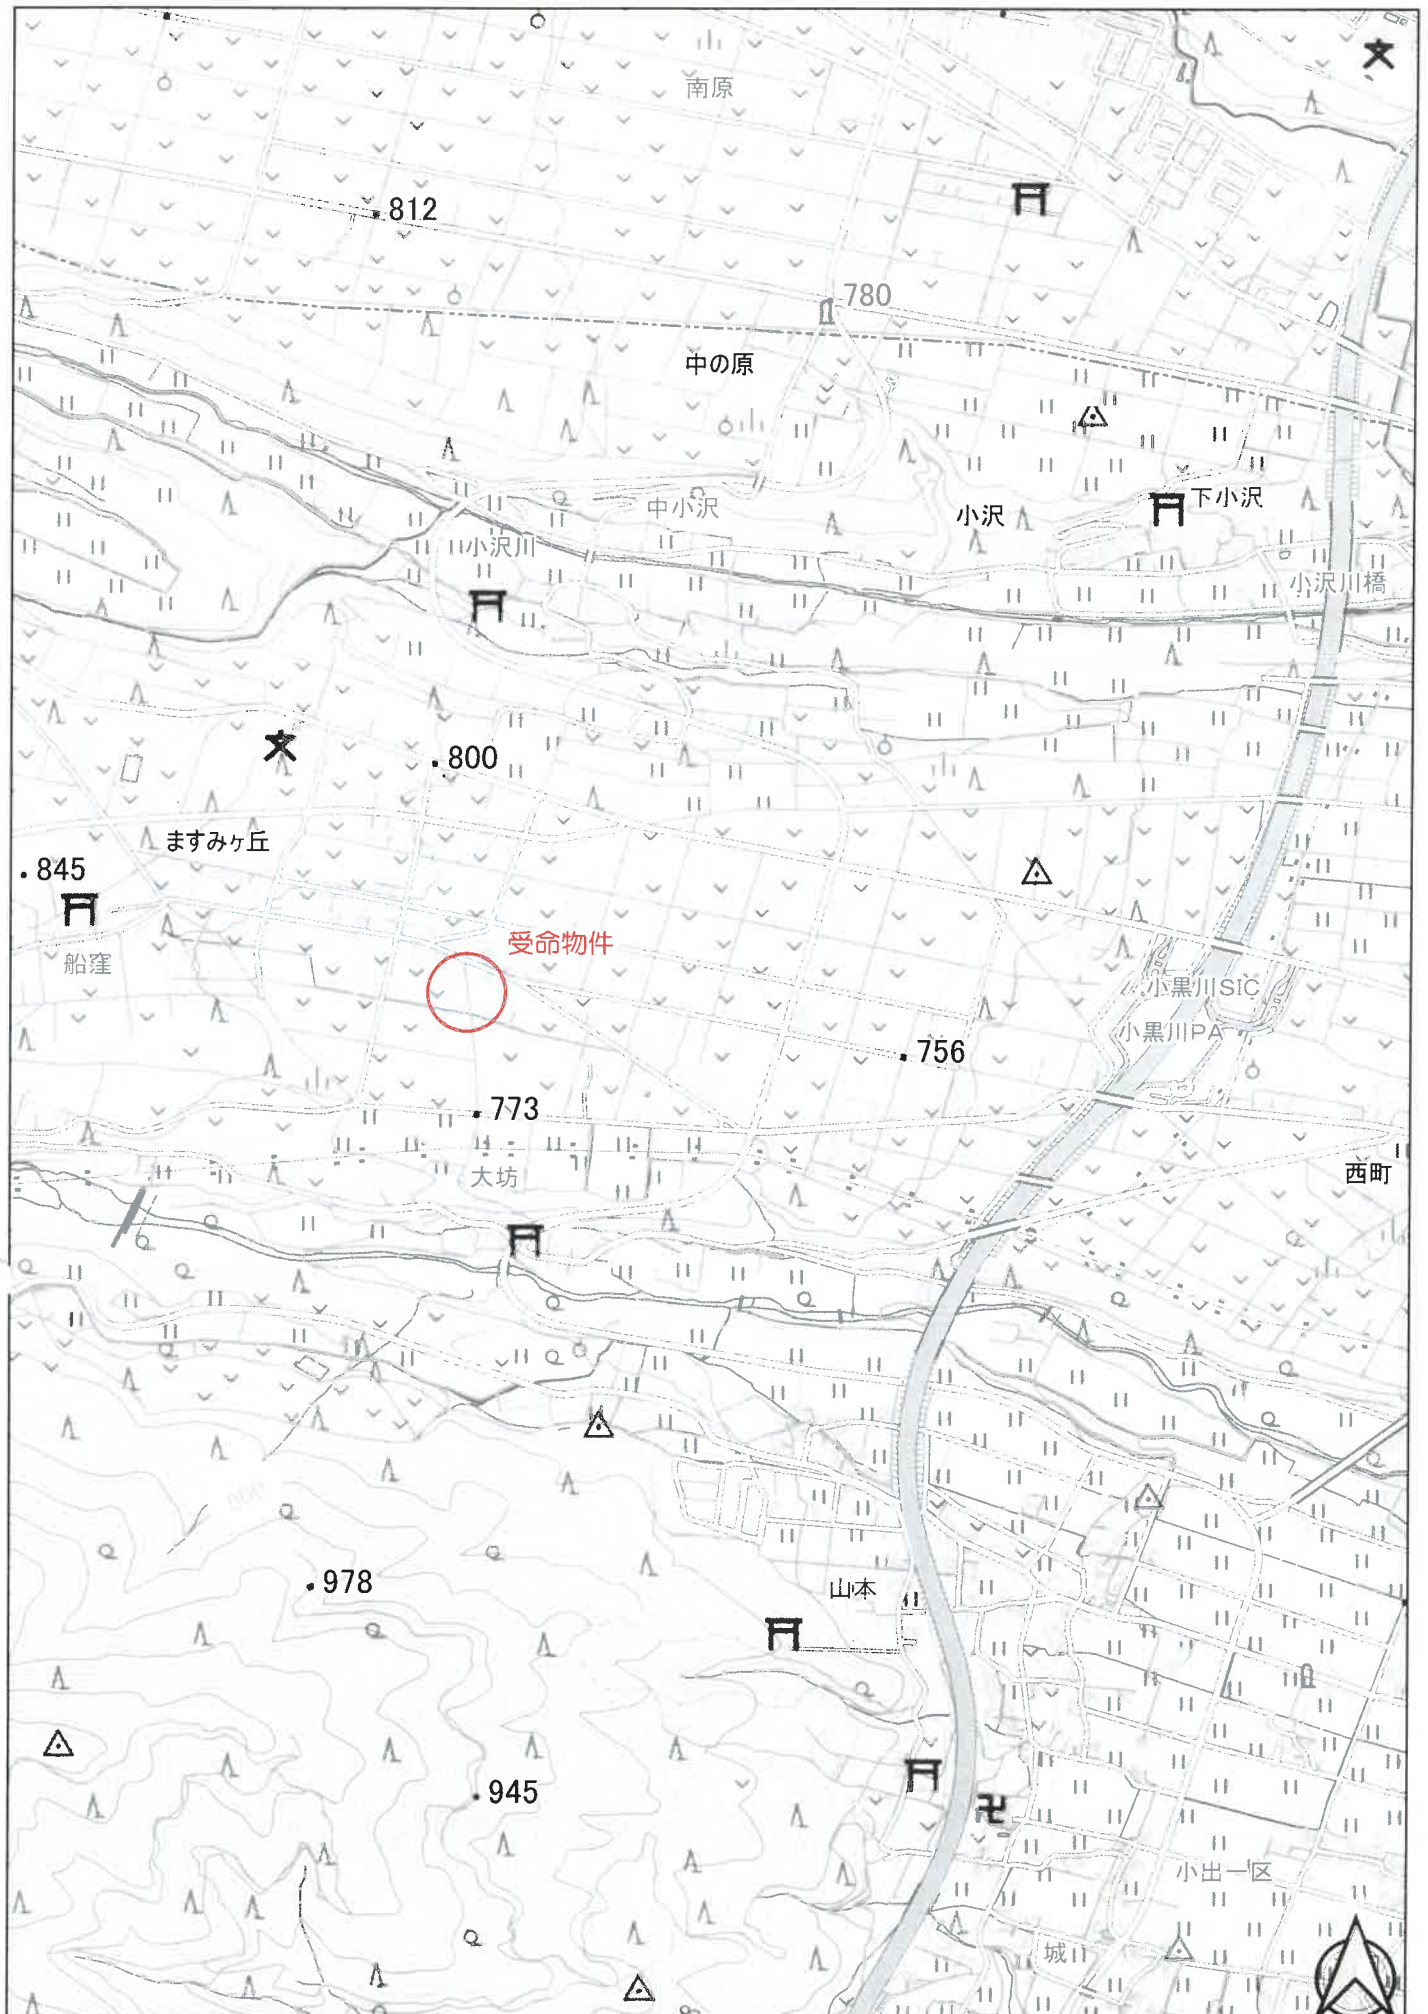 南原
812
780
中の原
中小沢
小沢
下小沢
小沢川
小沢川橋
800
ますみヶ丘
845
受命物件
船窪
小黒川SIC
小黒川PA
756
773
大坊
西町
978
山本
945
小出一区
城